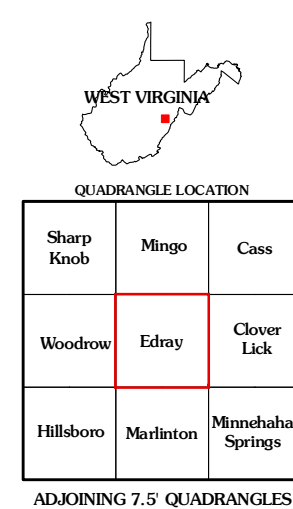 WEST VIRGINIA
QUADRANGLE LOCATION
Sharp
Knob
Mingo
Cass
Woodrow
Edray
Clover
Lick
Hillsboro
Marlinton
Minnehaha
Springs
ADJOINING 7.5' QUADRANGLES